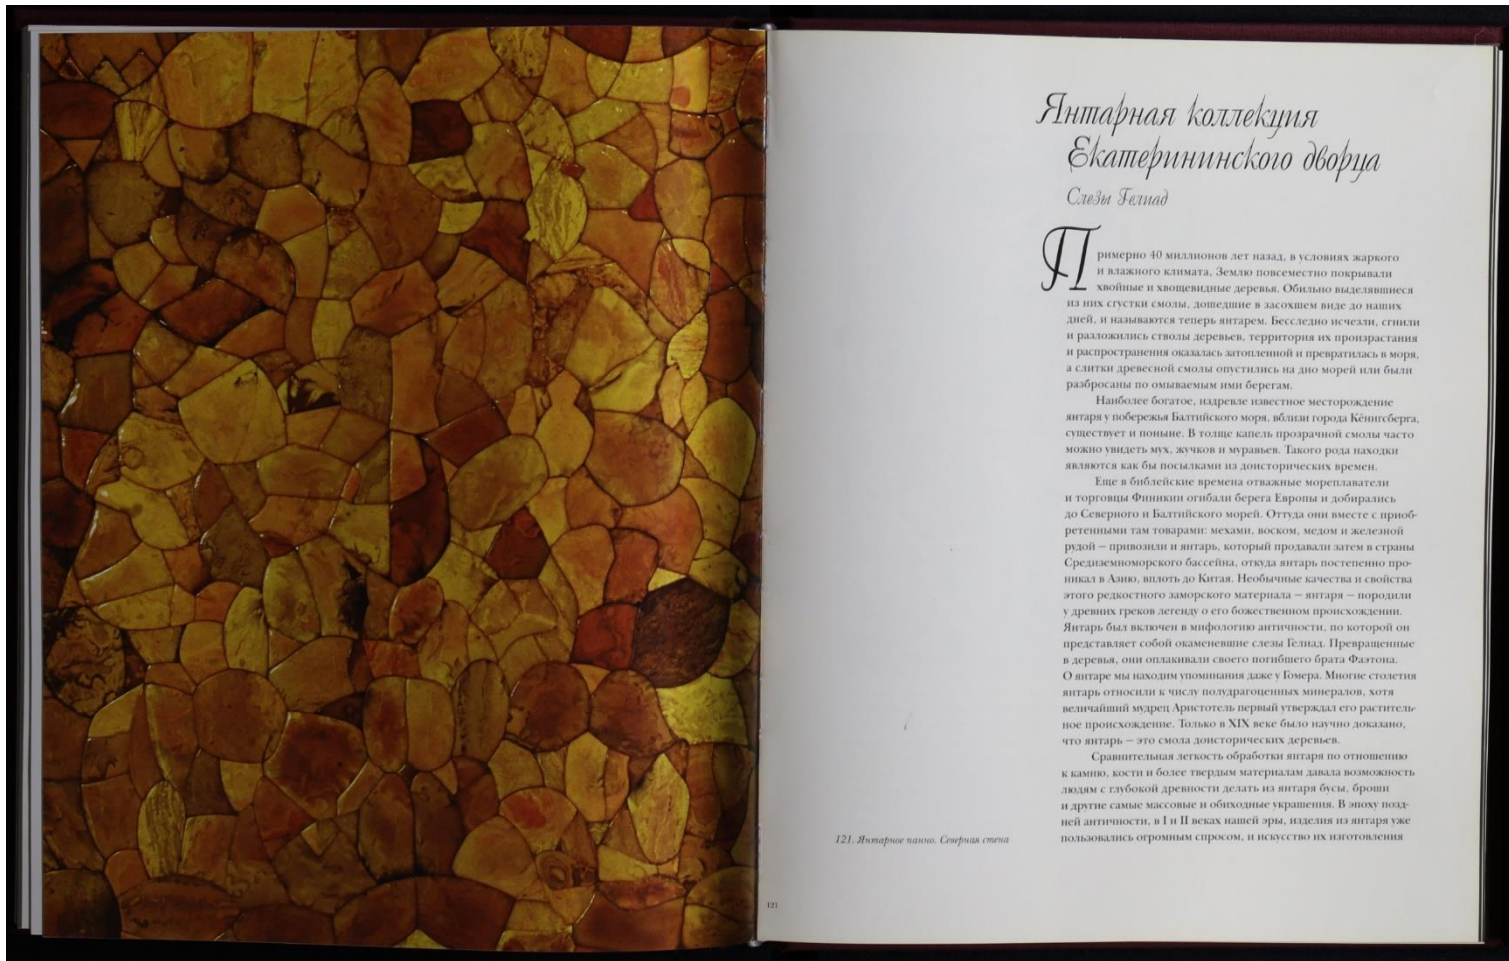 Янтарная коллекция
Екатерининского дворца
Слезы Гелиад
Примерно 40 миллионов лет назад, в условиях жаркого
и влажного климата, Землю повсеместно покрывали
хвойные и хвощевидные деревья. Обильно выделявшиеся
из них сгустки смолы, дошедшие в засохшем виде до наших
дней, и называются теперь янтарем. Бесследно исчезли, сгнили
и разложились стволы деревьев, территория их произрастания
и распространения оказалась затопленной и превратилась в моря,
а слитки древесной смолы опустились на дно морей или были
разбросаны по омываемым ими берегам.
Наиболее богатое, издревле известное месторождение
янтаря у побережья Балтийского моря, вблизи города Кёнигсберга,
существует и поныне. В толще капель прозрачной смолы часто
можно увидеть мух, жучков и муравьев. Такого рода находки
являются как бы посылками из доисторических времен.
Еще в библейские времена отважные мореплаватели
и торговцы Финикии огибали берега Европы и добирались
до Северного и Балтийского морей. Оттуда они вместе с приоб-
ретенными там товарами: мехами, воском, медом и железной
рудой – привозили и янтарь, который продавали затем в страны
Средиземноморского бассейна, откуда янтарь постепенно про-
никал в Азию, вплоть до Китая. Необычные качества и свойства
этого редкостного заморского материала – янтаря – породили
у древних греков легенду о его божественном происхождении.
Янтарь был включен в мифологию античности, по которой он
представляет собой окаменевшие слезы Гелиад. Превращенные
в деревья, они оплакивали своего погибшего брата Фаэтона.
О янтаре мы находим упоминания даже у Гомера. Многие столетия
янтарь относили к числу полудрагоценных минералов, хотя
величайший мудрец Аристотель первый утверждал его раститель-
ное происхождение. Только в XIX веке было научно доказано,
что янтарь – это смола доисторических деревьев.
Сравнительная легкость обработки янтаря по отношению
к камню, кости и более твердым материалам давала возможность
людям с глубокой древности делать из янтаря бусы, броши
и другие самые массовые и обиходные украшения. В эпоху позд-
ней античности, в I и II веках нашей эры, изделия из янтаря уже
пользовались огромным спросом, и искусство их изготовления
121. Янтарное панно. Северная стена
121